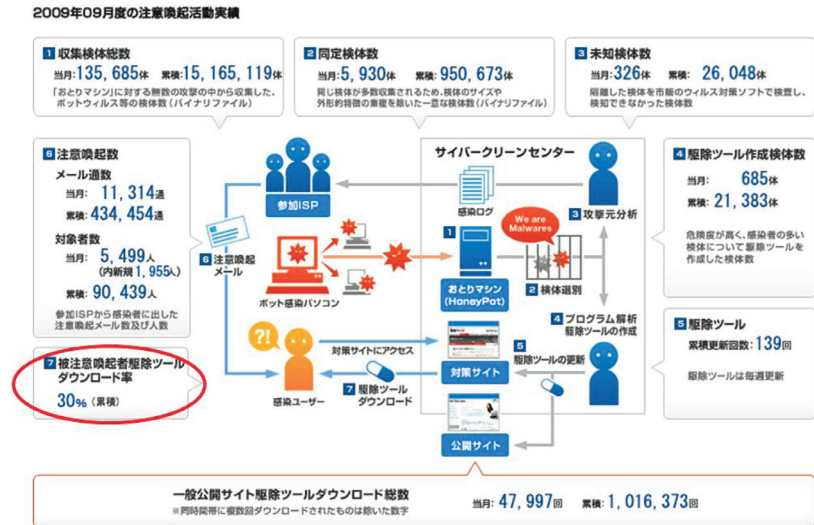 2009年09月度の注意喚起活動実績
1 収集検体総数
当月:135,685体 累積:15,165,119体
「おとりマシン」に対する無数の攻撃の中から収集した、
ボットウィルス等の検体数(バイナリファイル)
2 同定検体数
当月:5,930体 累積:950,673体
同じ検体が多数収集されるため、検体のサイズや
外形的特徴の重複を除いた一意な検体数(バイナリファイル)
3 未知検体数
当月:326体 累積: 26,048体
隔離した検体を市販のウィルス対策ソフトで検査し、
検知できなかった検体数
6 注意喚起数
メール通数
当月: 11,314通
累積:434,454通
対象者数
当月: 5,499人
(内新規1,955人)
累積: 90,439人
参加ISPから感染者に出した
注意喚起メール数及び人数
7 被注意喚起者駆除ツール
ダウンロード率
30%(累積)
参加ISP
6 注意喚起
メール
ボット感染パソコン
?!
感染ユーザー
対策サイトにアクセス
7 駆除ツール
ダウンロード
サイバークリーンセンター
感染ログ
3 攻撃元分析
We are
Malwares
1
おとりマシン
(HoneyPot)
2 検体選別
4 プログラム解析
駆除ツールの作成
5
駆除ツールの更新
対策サイト
公開サイト
4 駆除ツール作成検体数
当月: 685体
累積: 21,383体
危険度が高く、感染者の多い
検体について駆除ツールを
作成した検体数
5 駆除ツール
累積更新回数:139回
駆除ツールは毎週更新
一般公開サイト駆除ツールダウンロード総数
※同時間帯に複数回ダウンロードされたものは除いた数字
当月:47,997回 累積:1,016,373回